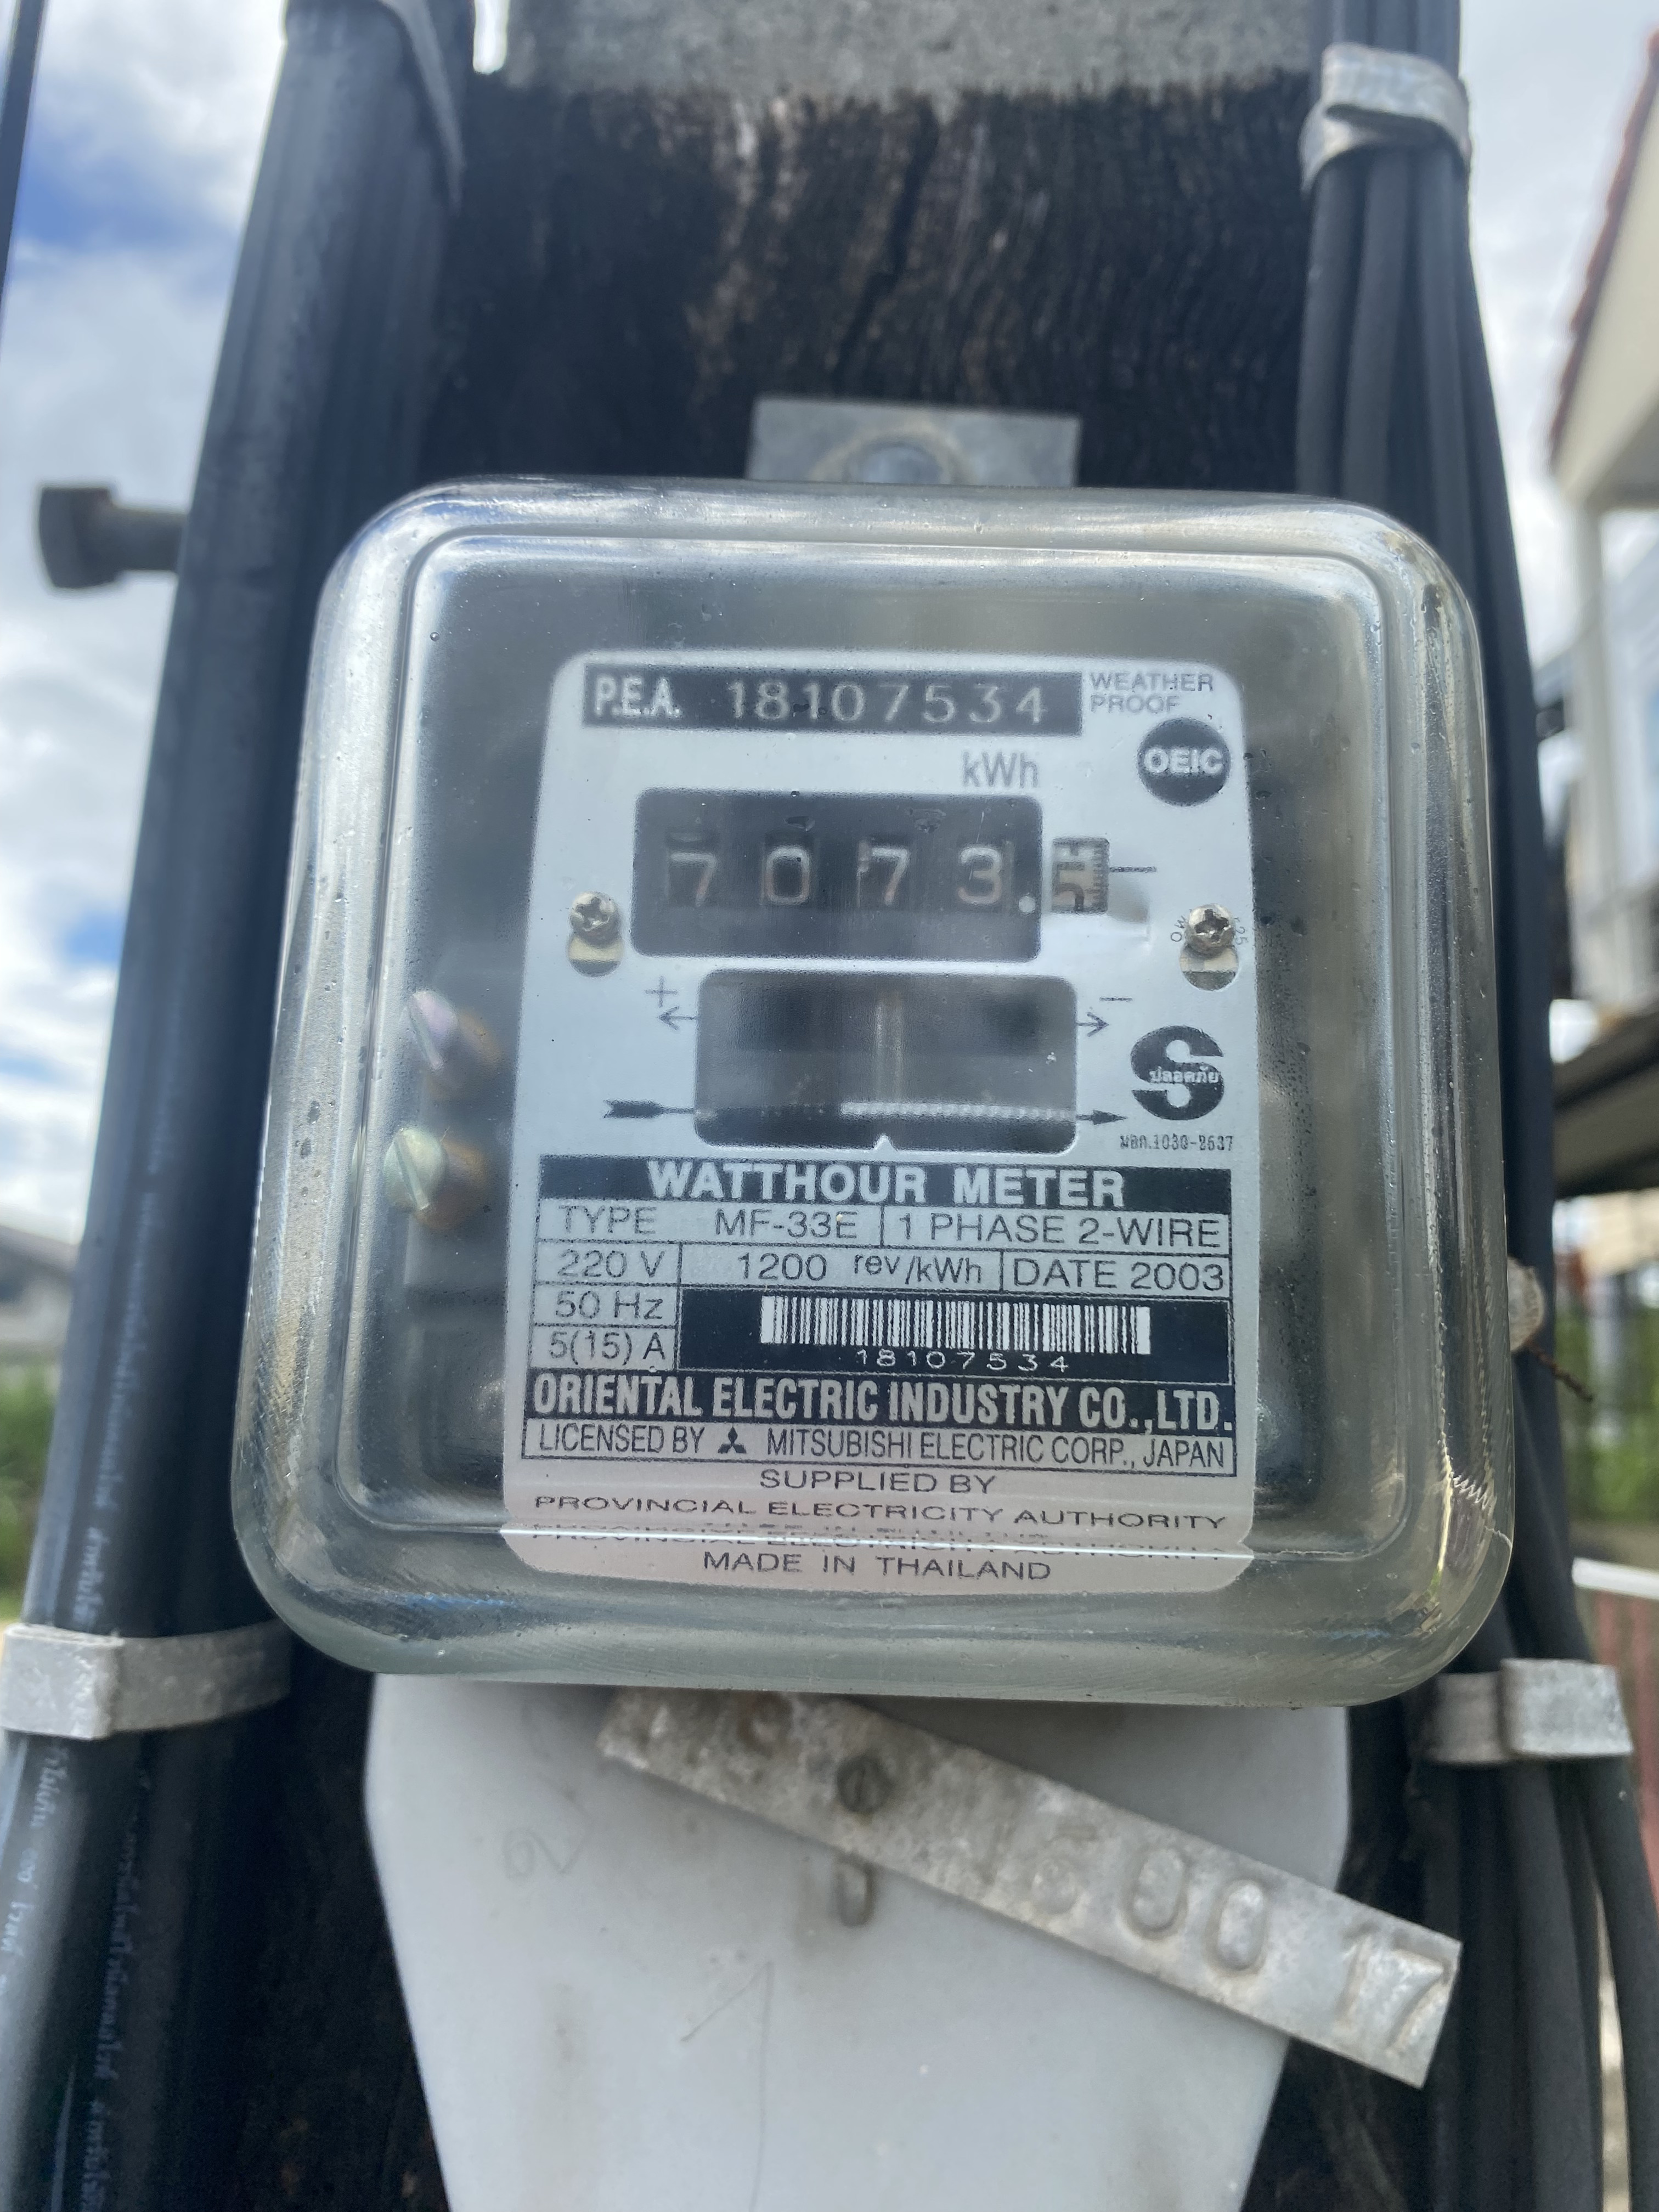 P.E.A. 18107534
WEATHER
PROOF
OEIC
kWh
7073.
+
−
S
ปลอดภัย
มอก.1030-2537
WATTHOUR METER
TYPE MF-33E 1 PHASE 2-WIRE
220 V 1200 rev/kWh DATE 2003
50 Hz
5(15) A
18107534
ORIENTAL ELECTRIC INDUSTRY CO.,LTD.
LICENSED BY MITSUBISHI ELECTRIC CORP., JAPAN
SUPPLIED BY
PROVINCIAL ELECTRICITY AUTHORITY
MADE IN THAILAND